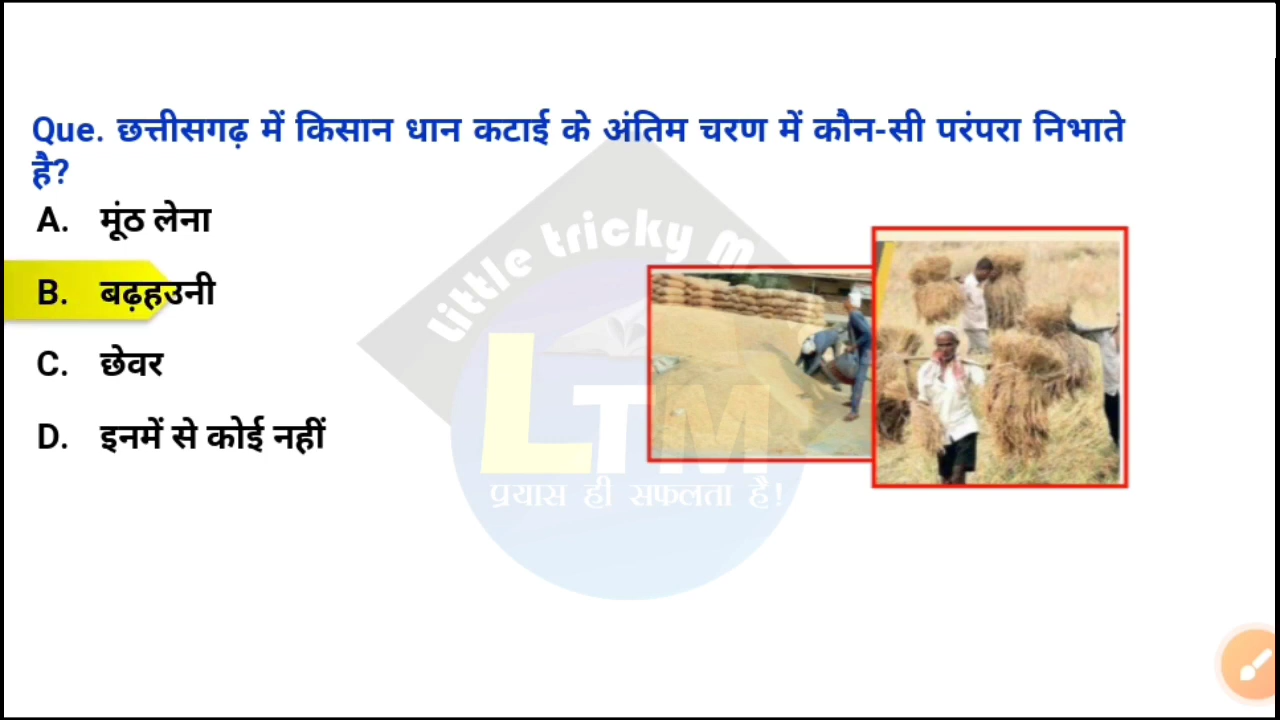 Que. छत्तीसगढ़ में किसान धान कटाई के अंतिम चरण में कौन-सी परंपरा निभाते
है?
A. मूंठ लेना
B. बढ़हउनी
C. छेवर
D. इनमें से कोई नहीं
Little tricky M
LTM
प्रयास ही सफलता है!